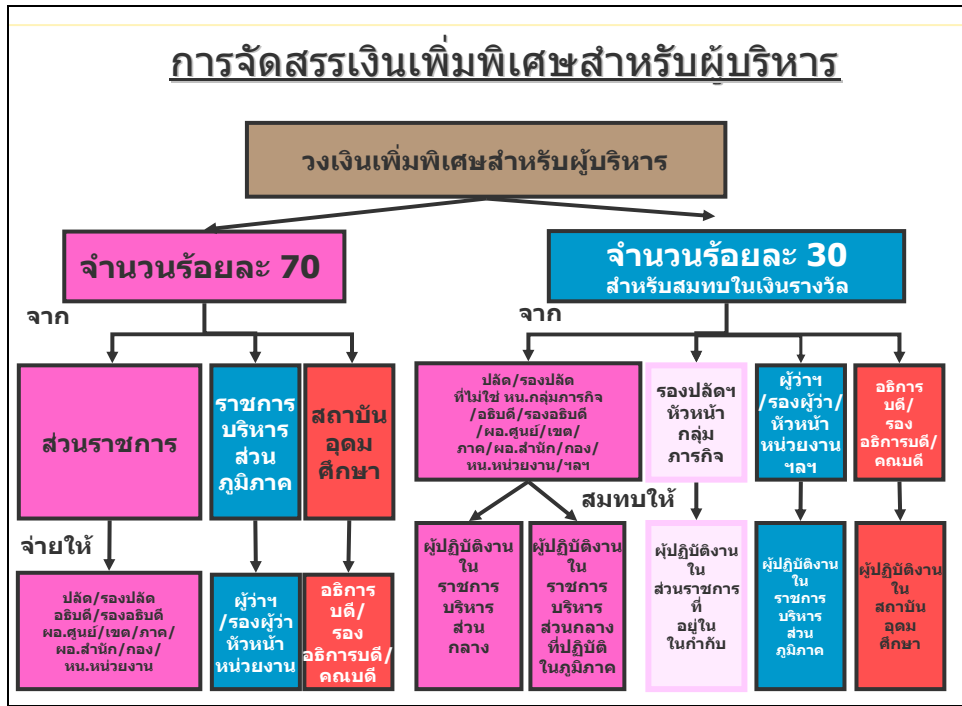 การจัดสรรเงินเพิ่มพิเศษสำหรับผู้บริหาร
วงเงินเพิ่มพิเศษสำหรับผู้บริหาร
จำนวนร้อยละ 70
จาก
ส่วนราชการ
ราชการ
บริหาร
ส่วน
ภูมิภาค
สถาบัน
อุดม
ศึกษา
จ่ายให้
ปลัด/รองปลัด
อธิบดี/รองอธิบดี
ผอ.ศูนย์/เขต/ภาค/
ผอ.สำนัก/กอง/
หน.หน่วยงาน
ผู้ว่าฯ
/รองผู้ว่า
หัวหน้า
หน่วยงาน
อธิการ
บดี/
รอง
อธิการบดี/
คณบดี
จำนวนร้อยละ 30
สำหรับสมทบในเงินรางวัล
จาก
ปลัด/รองปลัด
ที่ไม่ใช่ หน.กลุ่มภารกิจ
/อธิบดี/รองอธิบดี
/ผอ.ศูนย์/เขต/
ภาค/ผอ.สำนัก/กอง/
หน.หน่วยงาน/ฯลฯ
รองปลัดฯ
หัวหน้า
กลุ่ม
ภารกิจ
ผู้ว่าฯ
/รองผู้ว่า/
หัวหน้า
หน่วยงาน
ฯลฯ
อธิการ
บดี/
รอง
อธิการบดี/
คณบดี
สมทบให้
ผู้ปฏิบัติงาน
ใน
ราชการ
บริหาร
ส่วน
กลาง
ผู้ปฏิบัติงาน
ใน
ราชการ
บริหาร
ส่วนกลาง
ที่ปฏิบัติ
ในภูมิภาค
ผุ้ปฏิบัติงาน
ใน
ส่วนราชการ
ที่
อยู่ใน
ในกำกับ
ผู้ปฏิบัติงาน
ใน
ราชการ
บริหาร
ส่วน
ภูมิภาค
ผู้ปฏิบัติงาน
ใน
สถาบัน
อุดม
ศึกษา